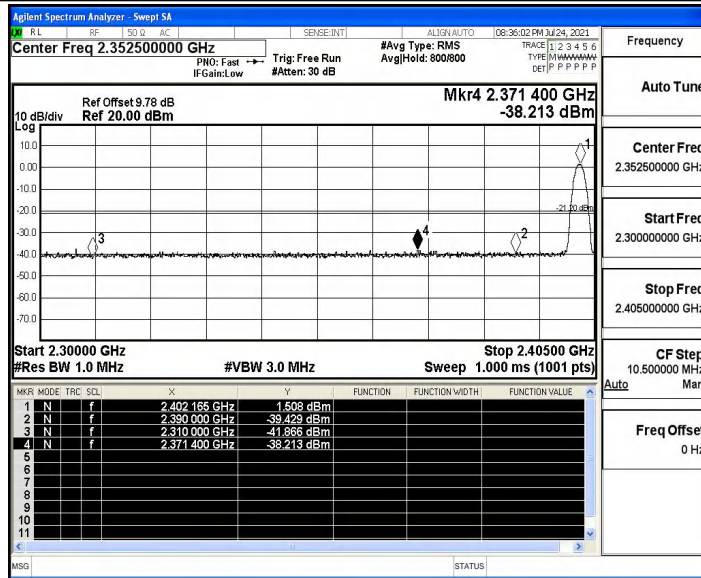 Agilent Spectrum Analyzer - Swept SA
LXI RL RF 50 Ω AC SENSE:INT ALIGN AUTO 08:36:02 PM Jul 24, 2021
Center Freq 2.352500000 GHz
#Avg Type: RMS
TRACE 1 2 3 4 5 6
PNO: Fast Trig: Free Run Avg|Hold: 800/800 TYPE MWWWWW
IFGain:Low #Atten: 30 dB DET P P P P P P
Mkr4 2.371 400 GHz
-38.213 dBm
Ref Offset 9.78 dB
10 dB/div Ref 20.00 dBm
Log
10.0
0.00
-10.0
-20.0
-30.0
-40.0
-50.0
-60.0
-70.0
1
-21.20 dBm
3
4
2
Start 2.30000 GHz Stop 2.40500 GHz
#Res BW 1.0 MHz #VBW 3.0 MHz Sweep 1.000 ms (1001 pts)
MKR MODE TRC SCL X Y FUNCTION FUNCTION WIDTH FUNCTION VALUE
1 N f 2.402 165 GHz 1.508 dBm
2 N f 2.390 000 GHz -39.429 dBm
3 N f 2.310 000 GHz -41.866 dBm
4 N f 2.371 400 GHz -38.213 dBm
5
6
7
8
9
10
11
MSG STATUS
Frequency
Auto Tune
Center Freq
2.352500000 GHz
Start Freq
2.300000000 GHz
Stop Freq
2.405000000 GHz
CF Step
10.500000 MHz
Auto Man
Freq Offset
0 Hz